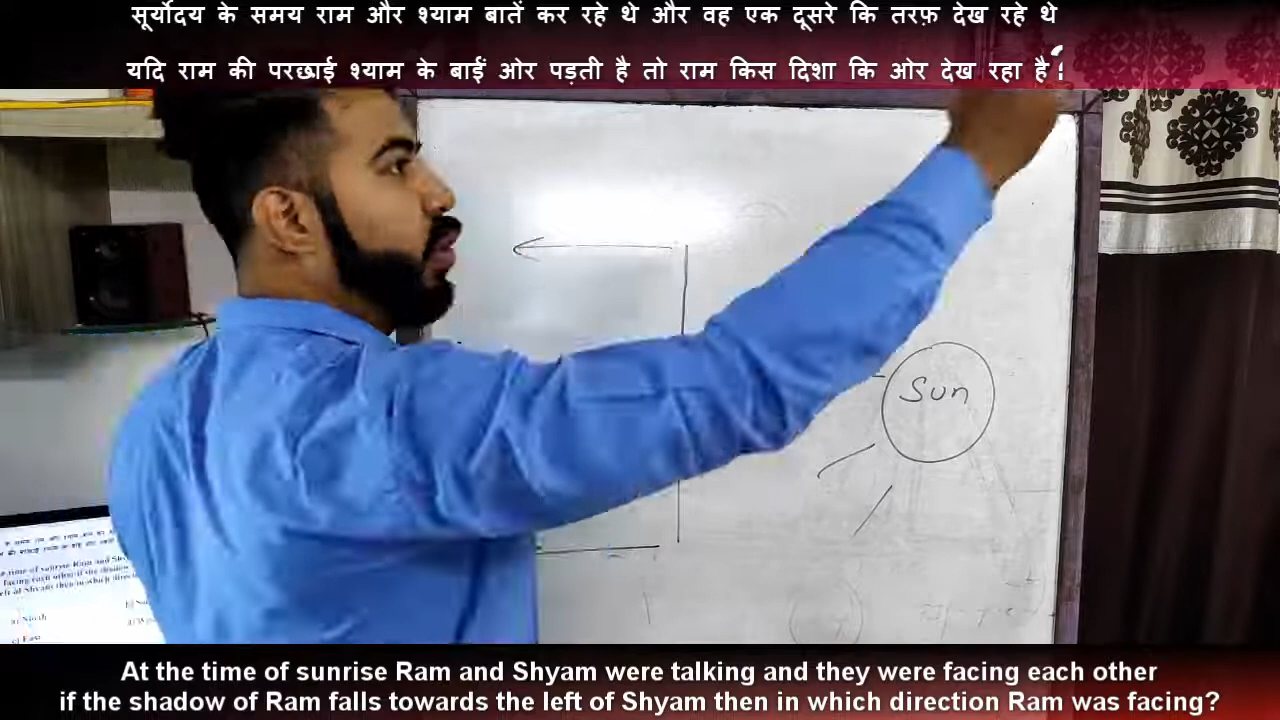 सूर्योदय के समय राम और श्याम बातें कर रहे थे और वह एक दूसरे कि तरफ़ देख रहे थे
यदि राम की परछाई श्याम के बाईं ओर पड़ती है तो राम किस दिशा कि ओर देख रहा है
Sun
a) North
c) East
At the time of sunrise Ram and Shyam were talking and they were facing each other
if the shadow of Ram falls towards the left of Shyam then in which direction Ram was facing?